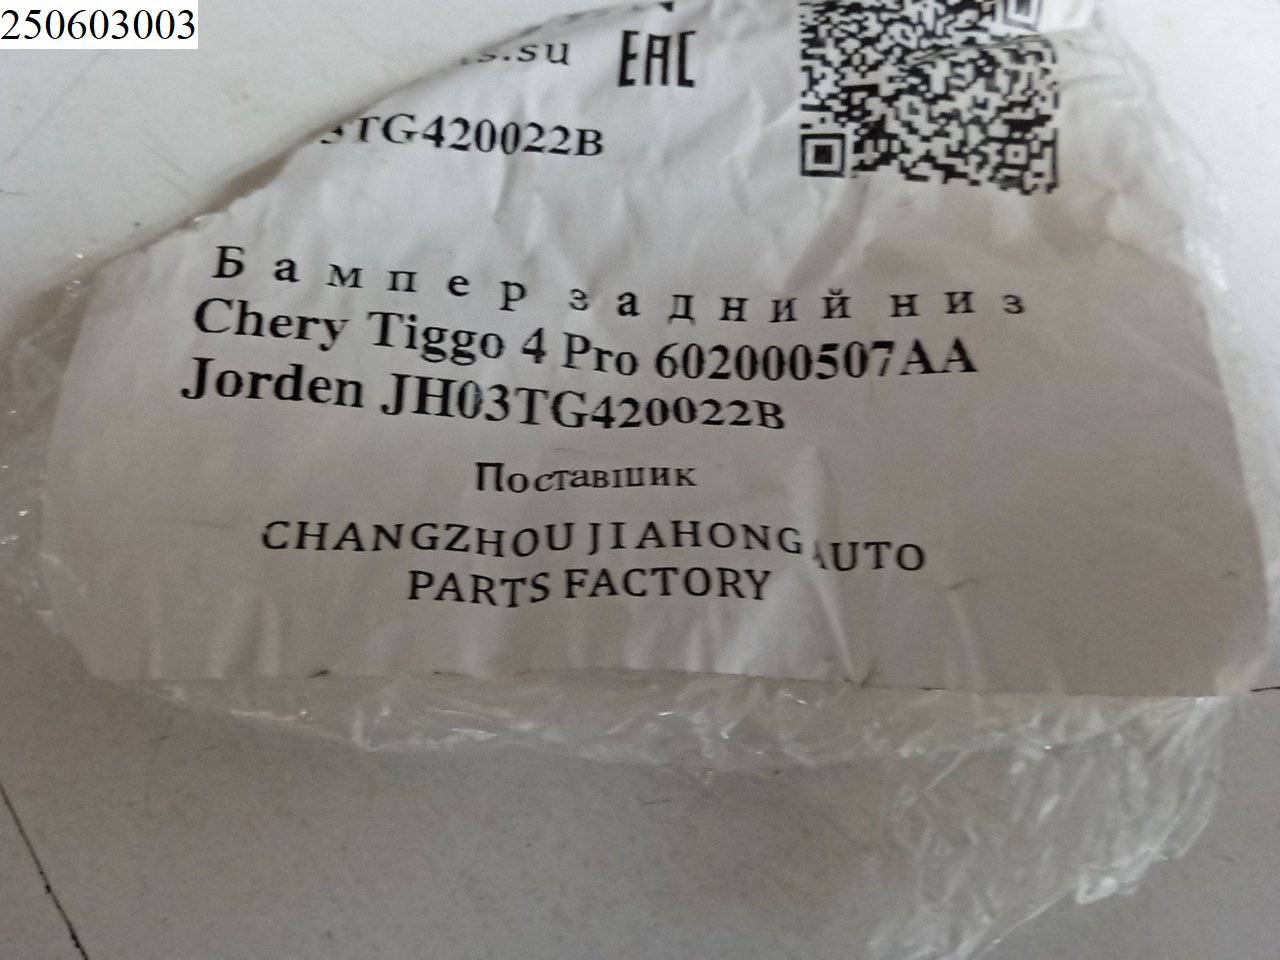 250603003
.su EAC
3TG420022B
Бампер задний низ
Chery Tiggo 4 Pro 602000507AA
Jorden JH03TG420022B
Поставщик
CHANGZHOU JIAHONG AUTO
PARTS FACTORY